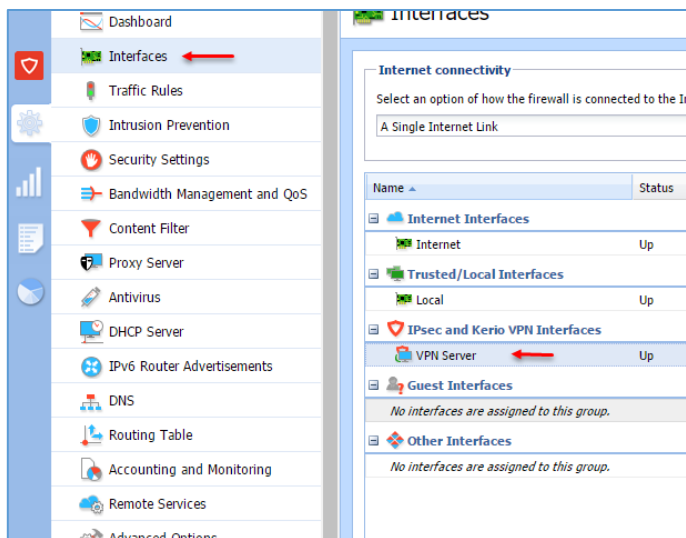 Dashboard
Interfaces
Traffic Rules
Intrusion Prevention
Security Settings
Bandwidth Management and QoS
Content Filter
Proxy Server
Antivirus
DHCP Server
IPv6 Router Advertisements
DNS
Routing Table
Accounting and Monitoring
Remote Services
Advanced Options
Interfaces
Internet connectivity
Select an option of how the firewall is connected to the I
A Single Internet Link
Name Status
Internet Interfaces
Internet Up
Trusted/Local Interfaces
Local Up
IPsec and Kerio VPN Interfaces
VPN Server Up
Guest Interfaces
No interfaces are assigned to this group.
Other Interfaces
No interfaces are assigned to this group.